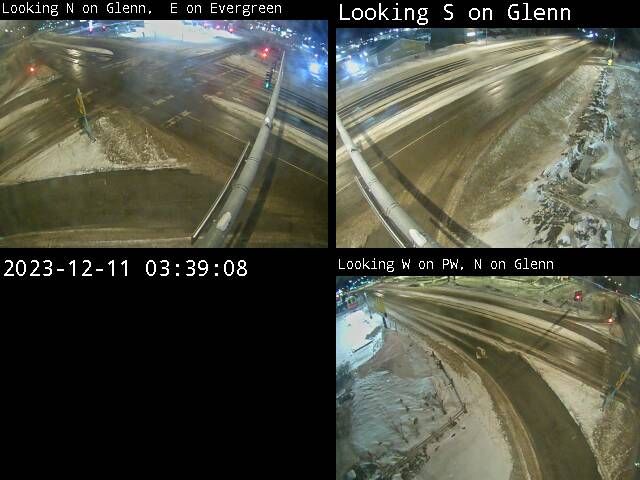 Looking N on Glenn, E on Evergreen
Looking S on Glenn
2023-12-11 03:39:08
Looking W on PW, N on Glenn